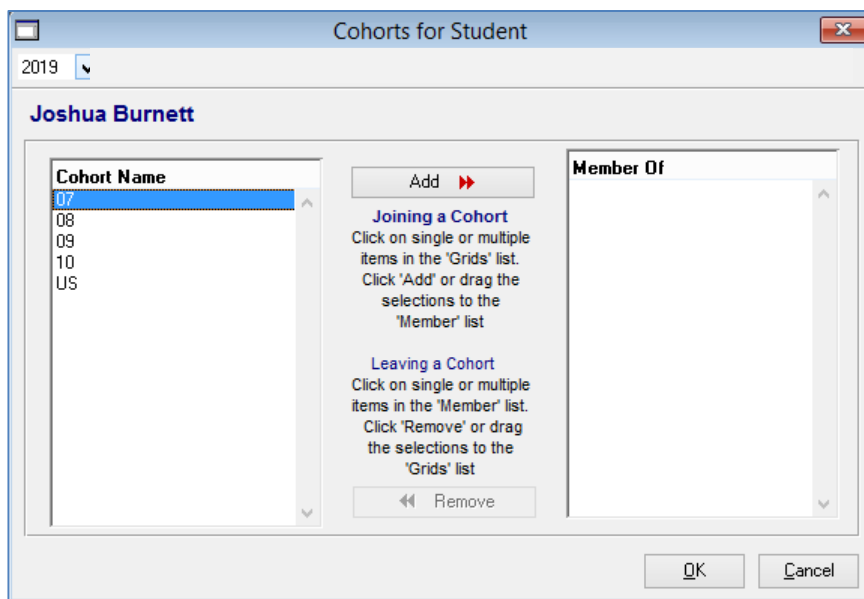 Cohorts for Student
2019
Joshua Burnett
Cohort Name
07
08
09
10
US
Add
Joining a Cohort
Click on single or multiple
items in the 'Grids' list.
Click 'Add' or drag the
selections to the
'Member' list
Leaving a Cohort
Click on single or multiple
items in the 'Member' list.
Click 'Remove' or drag
the selections to the
'Grids' list
Remove
Member Of
OK
Cancel